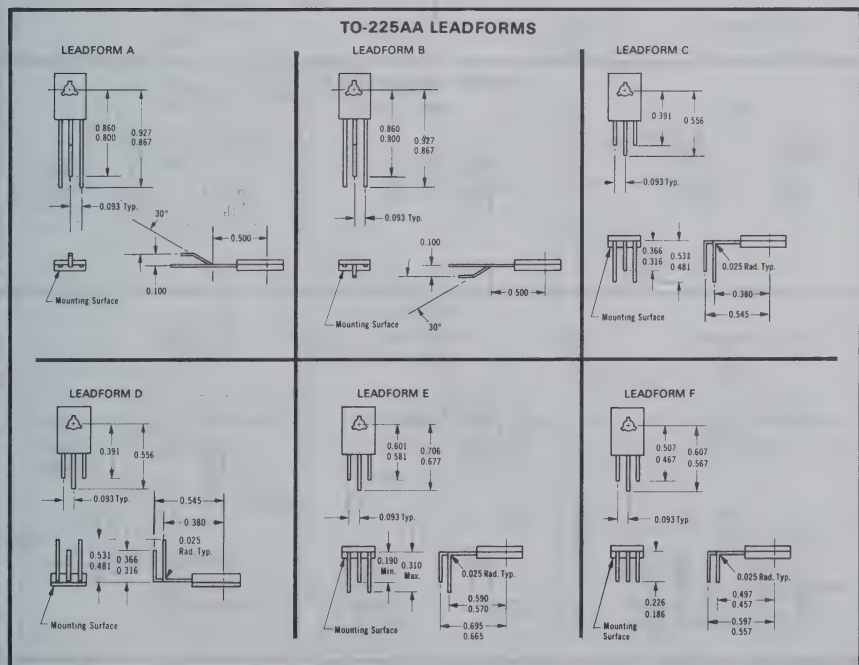 TO-225AA LEADFORMS
LEADFORM A
0.860
0.800
0.927
0.867
0.093 Typ.
30°
0.500
0.100
Mounting Surface
LEADFORM B
0.860
0.800
0.927
0.867
0.093 Typ.
0.100
0 500
30°
Mounting Surface
LEADFORM C
0.391
0 556
0.093 Typ.
0.366
0 316
0.531
0 481
0.025 Rad. Typ.
0.380
0.545
Mounting Surface
LEADFORM D
0.391
0.556
0.093 Typ.
0.545
0 380
0.025
Rad. Typ.
0.531
0 481
0 366
0 316
Mounting Surface
LEADFORM E
0.601
0 581
0.706
0 677
0.093 Typ.
0.190
Min.
0.310
Max.
0.025 Rad. Typ.
0.590
0 570
0.695
0 665
Mounting Surface
LEADFORM F
0.507
0 467
0.607
0 567
0.093 Typ
0.226
0 186
0.025 Rad. Typ.
0.497
0 457
0.597
0 557
Mounting
Surface